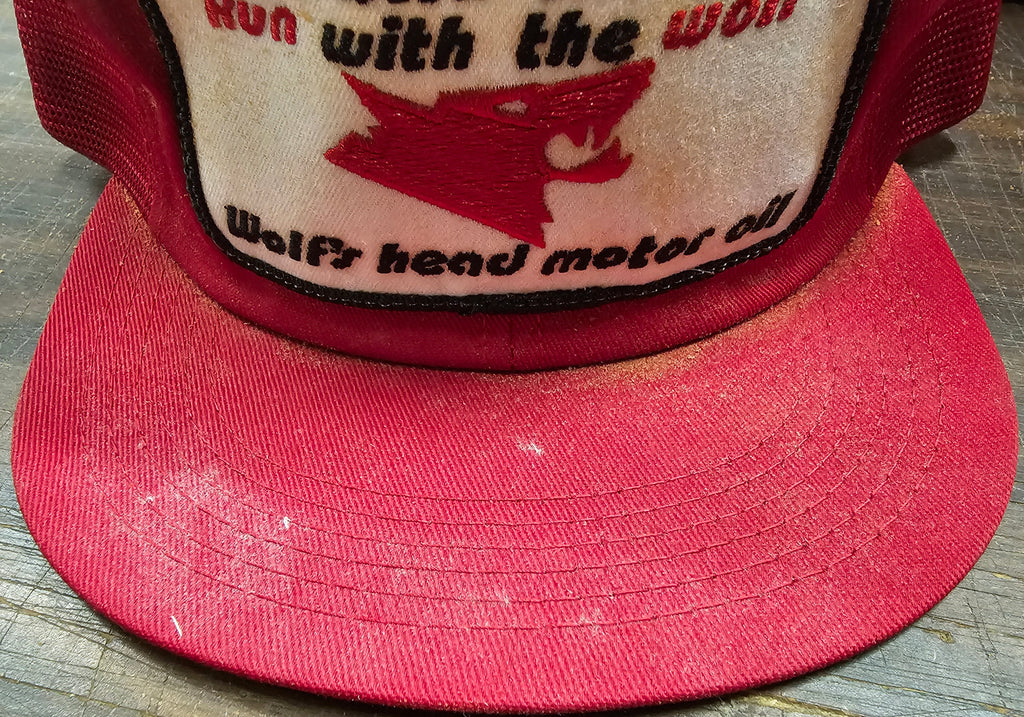 Run with the wolf
Wolf's head motor oil